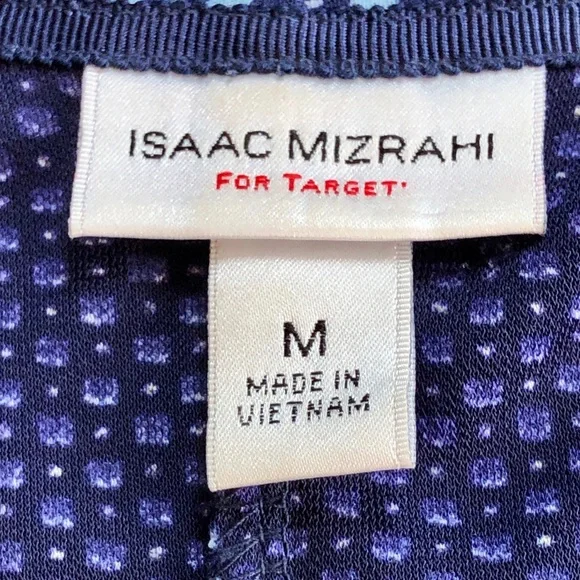 ISAAC MIZRAHI
FOR TARGET
M
MADE IN
VIETNAM